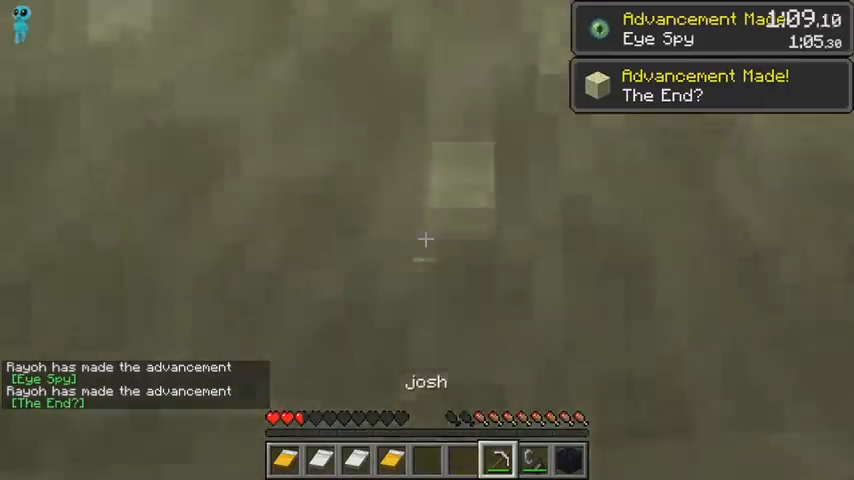 Advancement Made!
1:09.10
Eye Spy
1:05.30
Advancement Made!
The End?
Rayoh has made the advancement
[Eye Spy]
Rayoh has made the advancement
[The End?]
josh